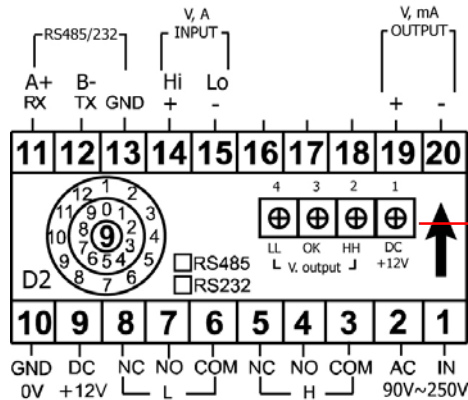 V, A V, mA
RS485/232 INPUT OUTPUT
A+ B- Hi Lo
RX TX GND + - + -
11 12 13 14 15 16 17 18 19 20
4 3 2 1
12 1 2 3 4 5 6 7 8 9 10 11
0 1 2 3 4 5 6 7 8 9
9
LL OK HH DC
V. output +12V
RS485
D2 RS232
10 9 8 7 6 5 4 3 2 1
GND DC NC NO COM NC NO COM AC IN
0V +12V L H 90V~250V